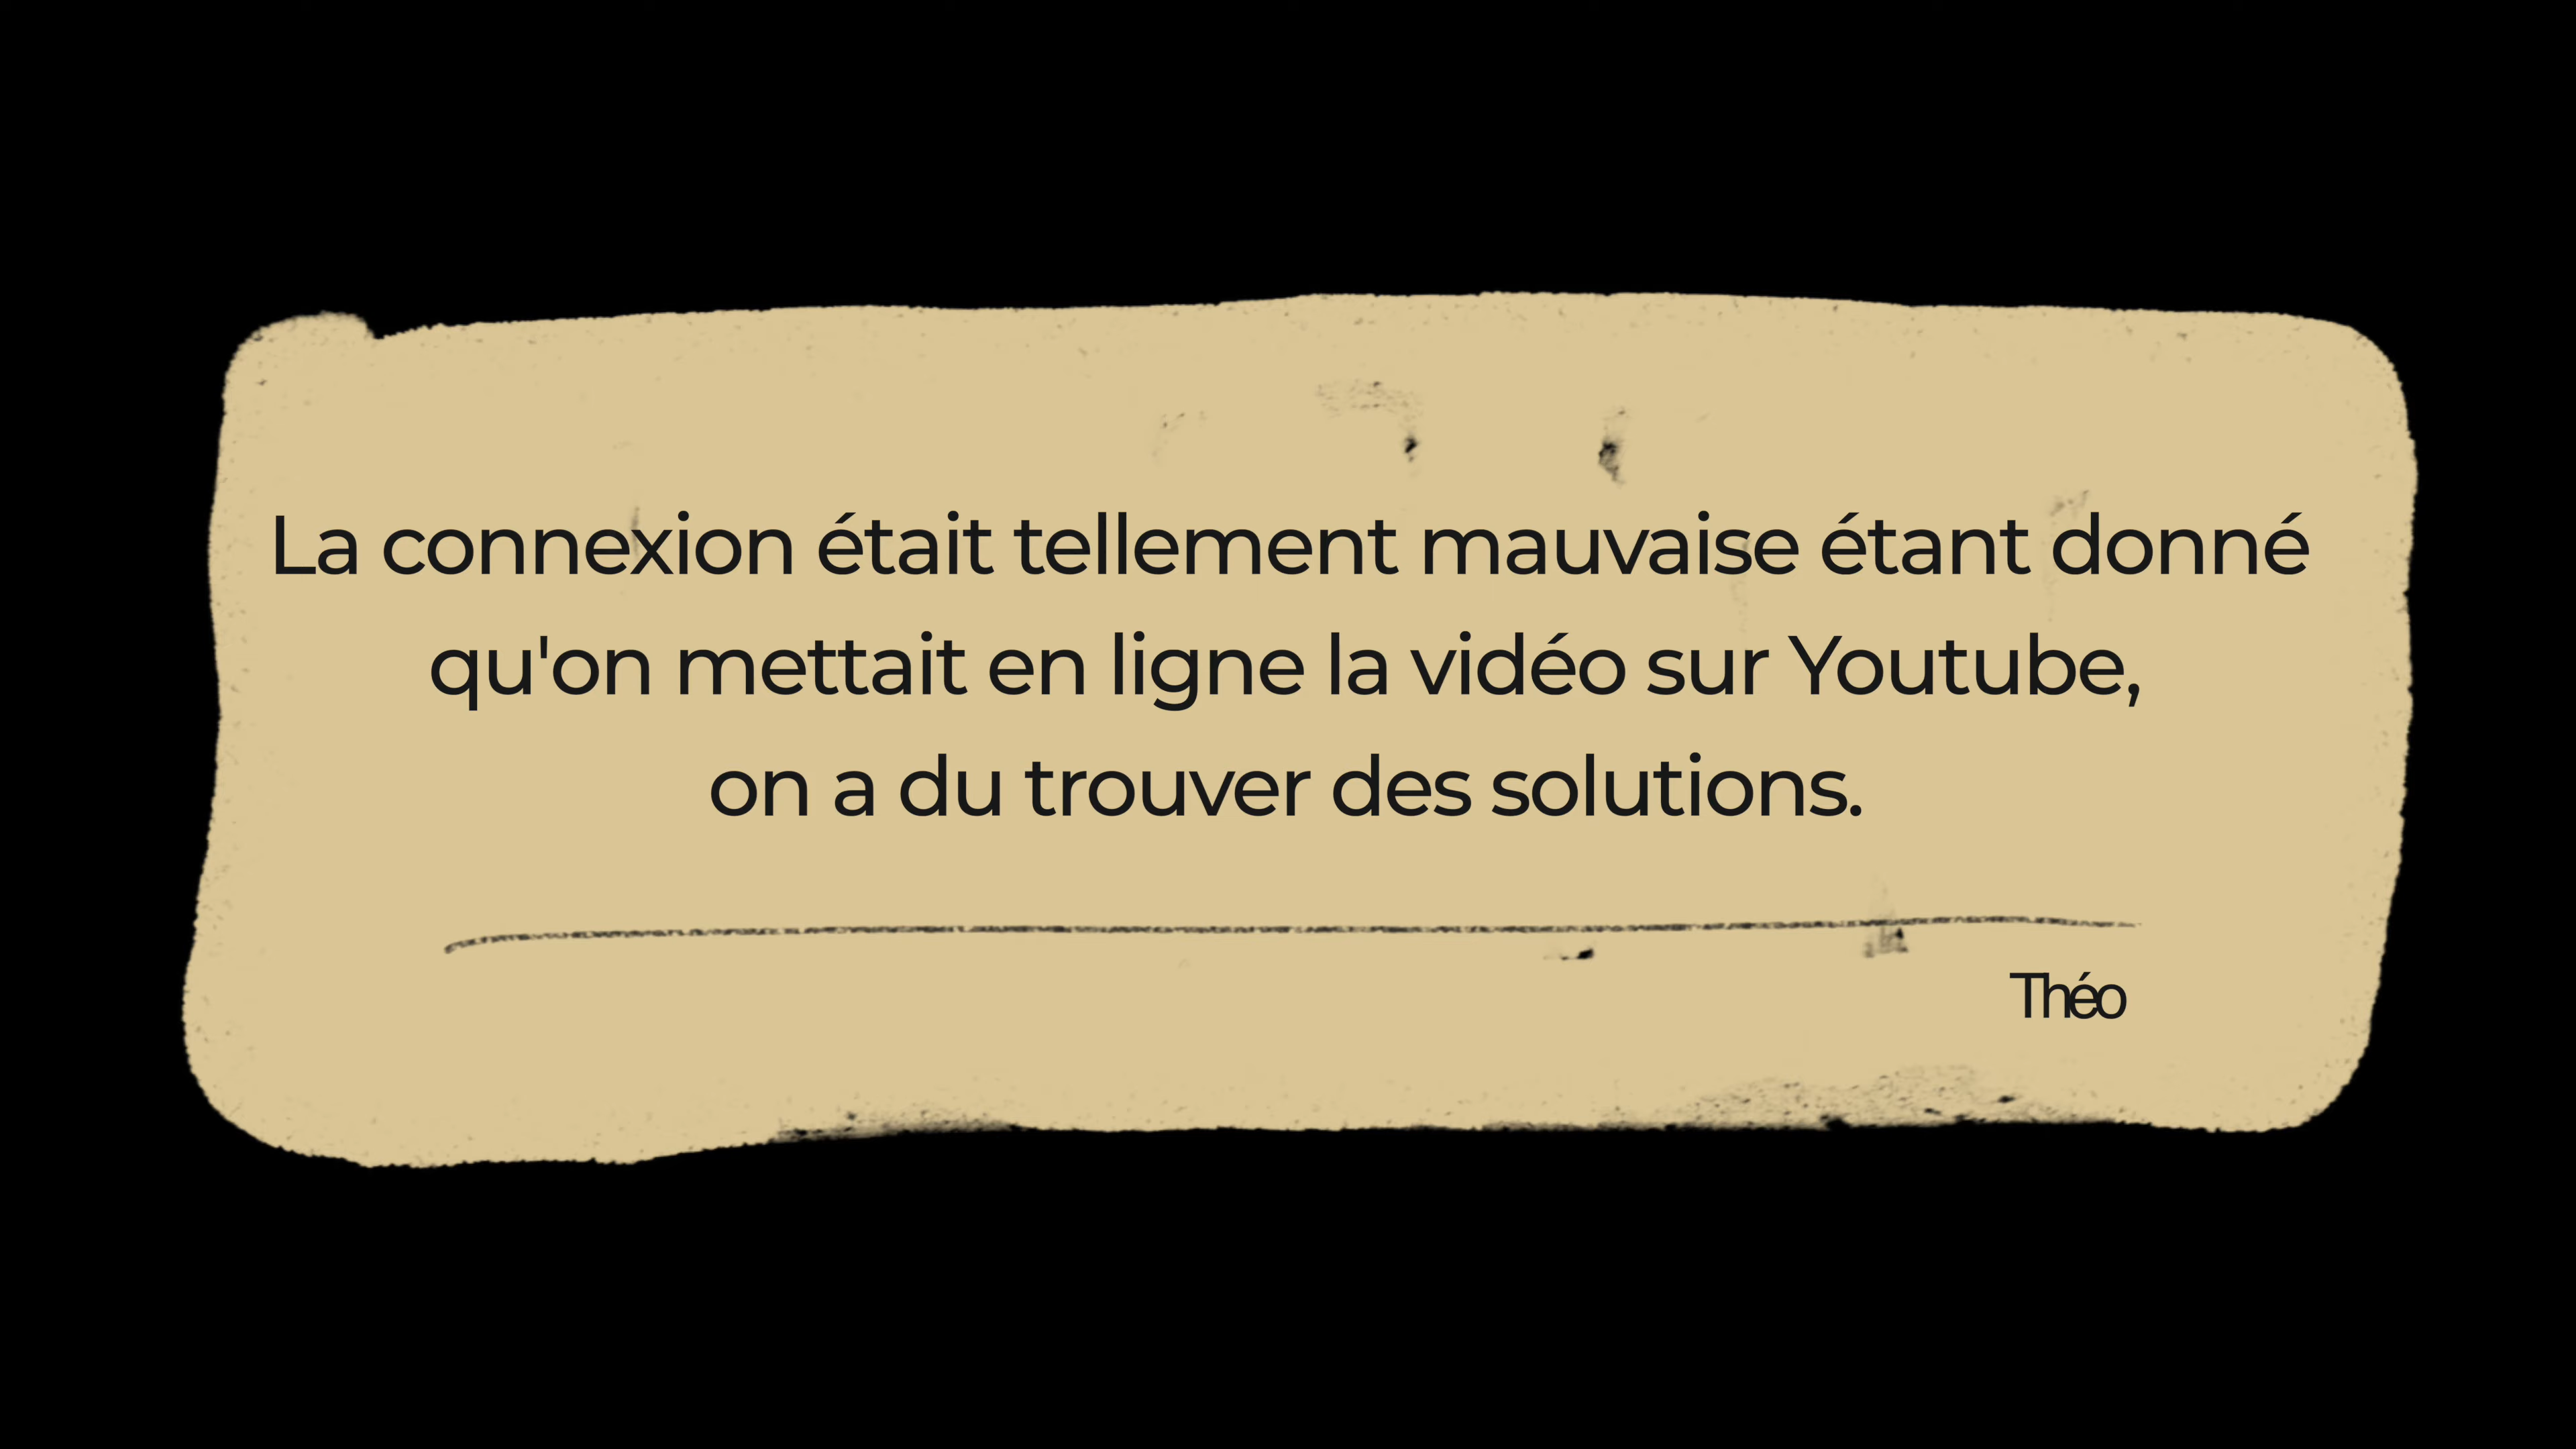 La connexion était tellement mauvaise étant donné
qu'on mettait en ligne la vidéo sur Youtube,
on a du trouver des solutions.
Théo